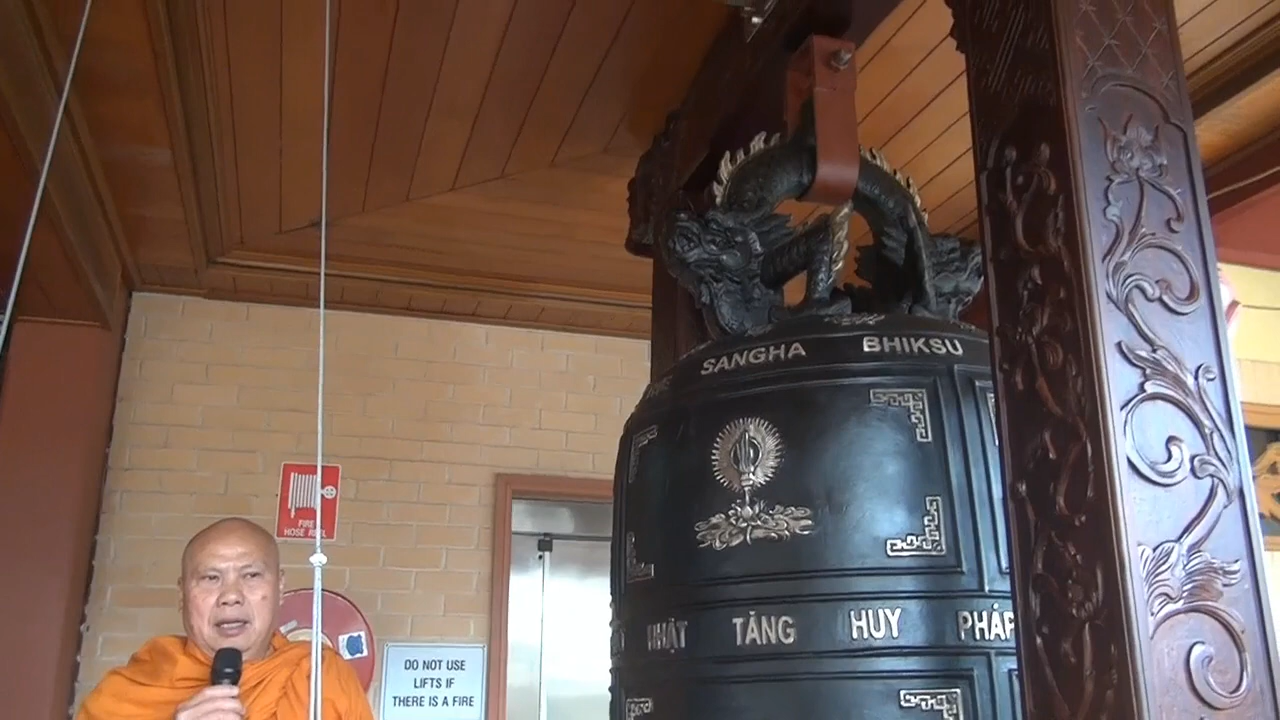 SANGHA BHIKSU
NHẬT TĂNG HUY PHÁP
FIRE
HOSE REEL
DO NOT USE
LIFTS IF
THERE IS A FIRE